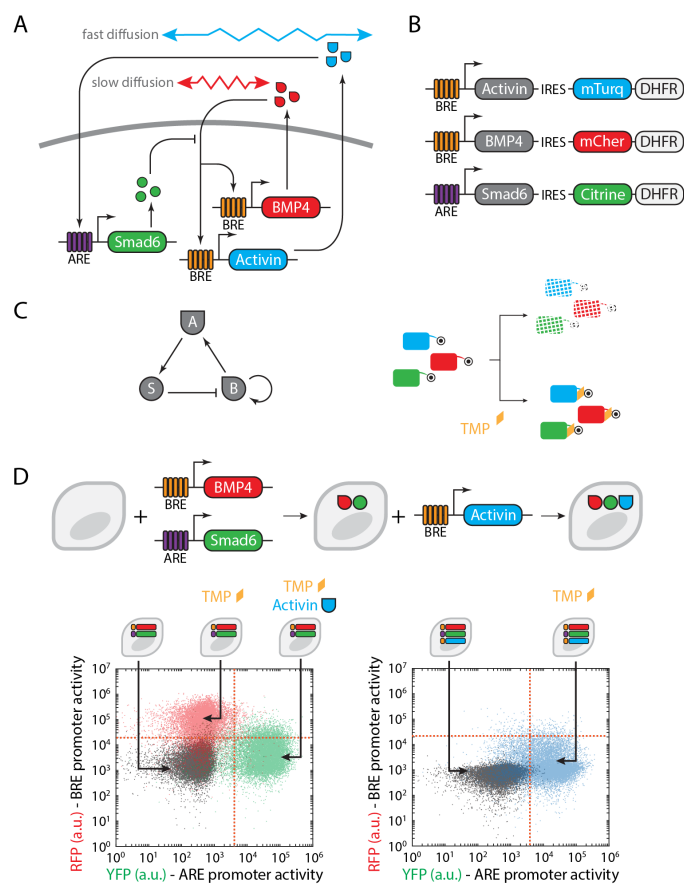 A
fast diffusion
slow diffusion
Smad6
ARE
BMP4
BRE
Activin
BRE
B
Activin
IRES
mTurq
DHFR
BRE
BMP4
IRES
mCher
DHFR
BRE
Smad6
IRES
Citrine
DHFR
ARE
C
A
S
B
TMP
D
BMP4
BRE
Smad6
ARE
+
+
Activin
BRE
TMP
TMP
Activin
TMP
10^7
10^6
10^5
10^4
10^3
10^2
10^1
10^0
RFP (a.u.) - BRE promoter activity
10^0 10^1 10^2 10^3 10^4 10^5 10^6
YFP (a.u.) - ARE promoter activity
10^7
10^6
10^5
10^4
10^3
10^2
10^1
10^0
RFP (a.u.) - BRE promoter activity
10^0 10^1 10^2 10^3 10^4 10^5 10^6
YFP (a.u.) - ARE promoter activity